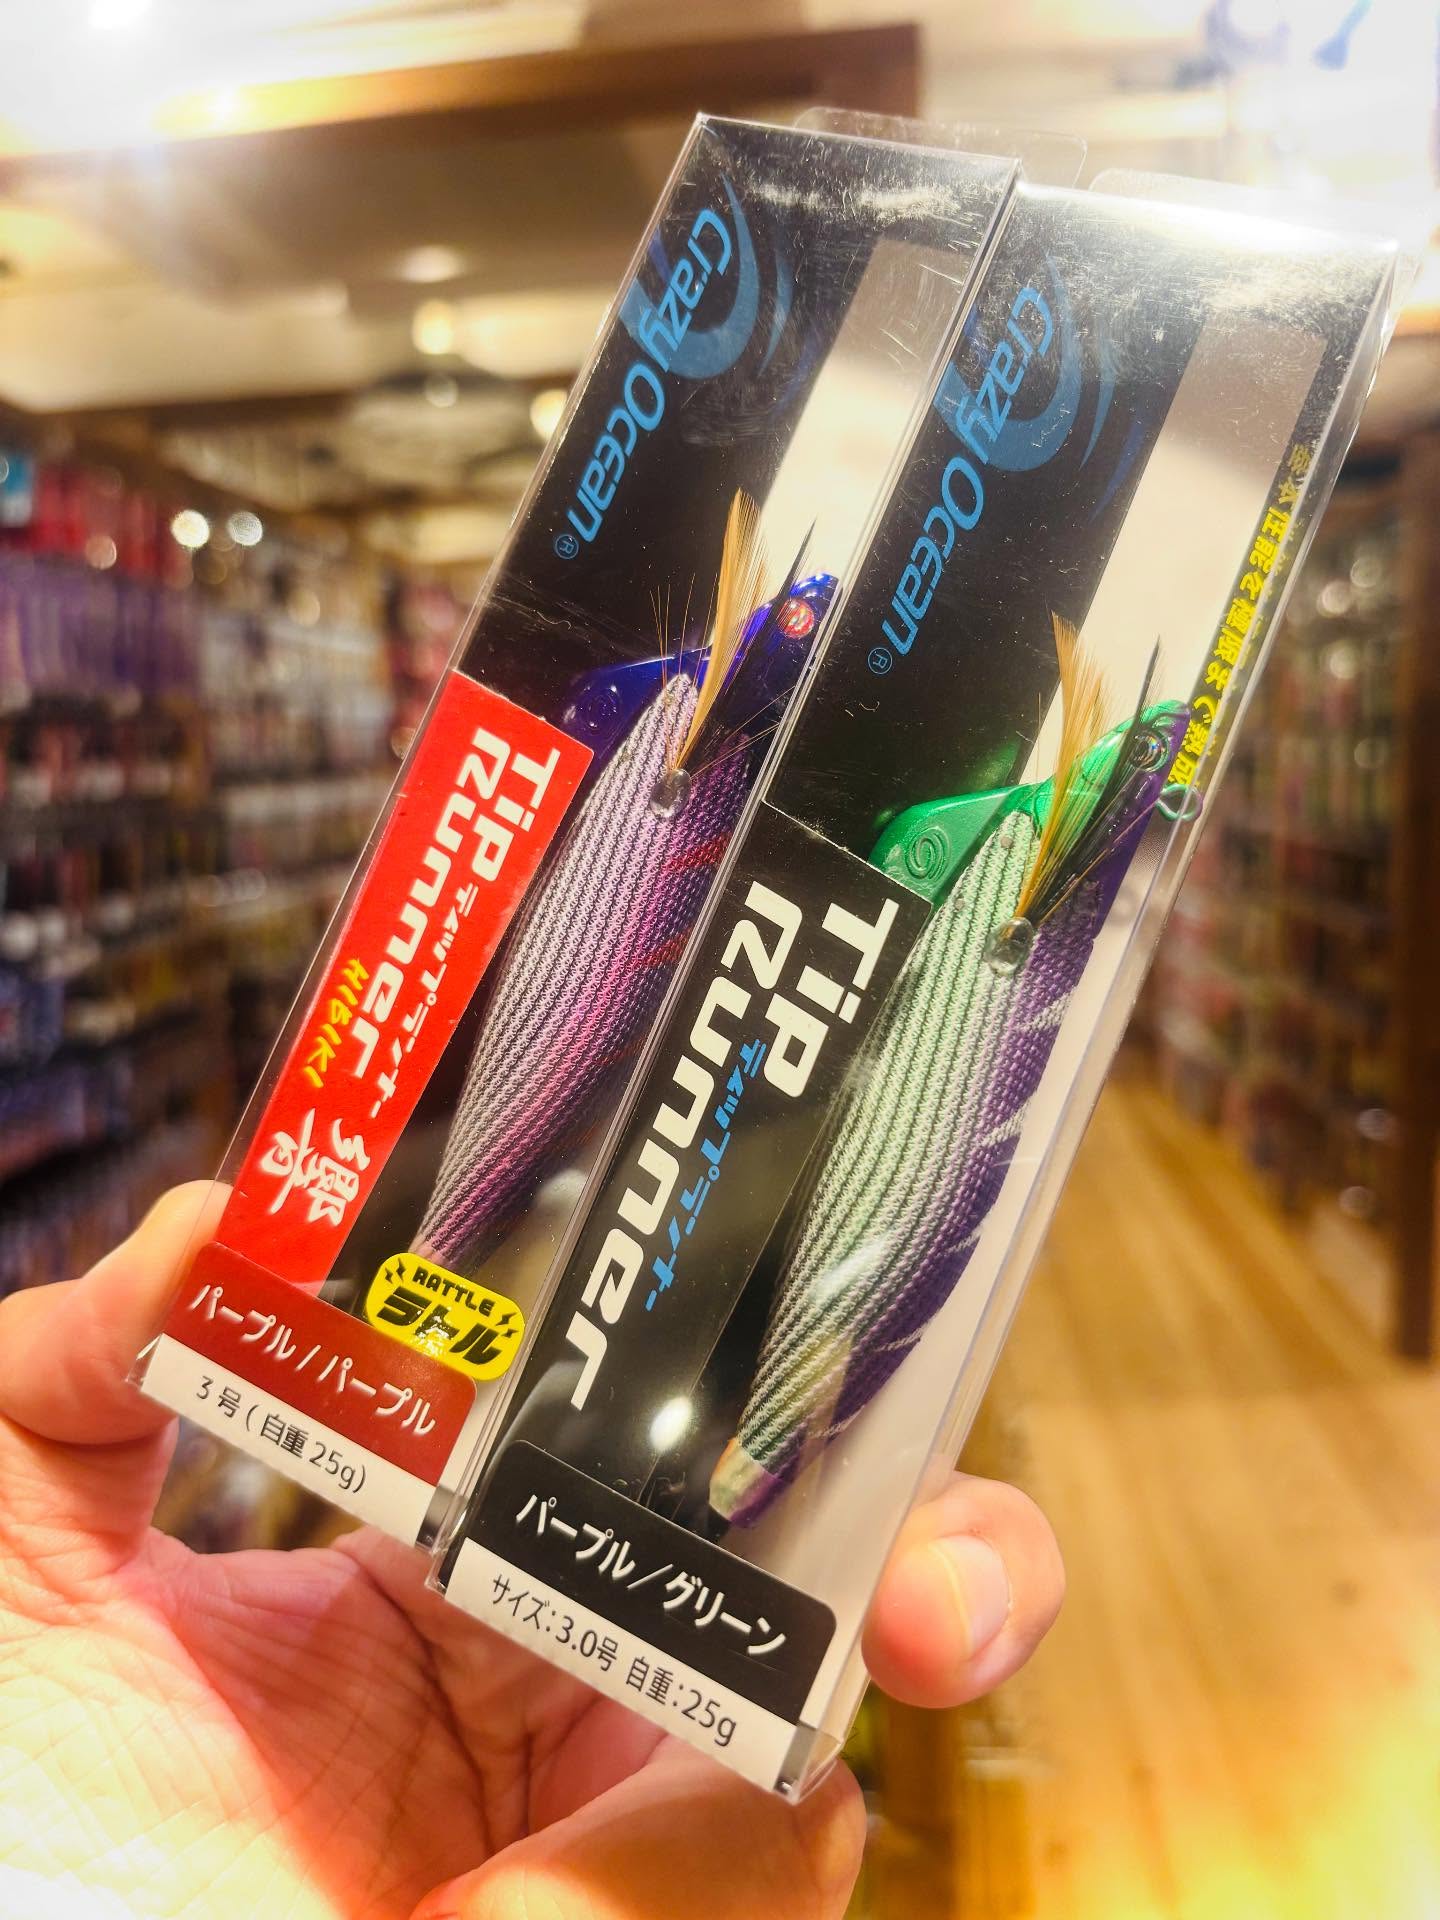 Crazy Ocean®
Tip
Runner
ティップランナー
HIBIKI
響
RATTLE
ラトル
パープル / パープル
3号(自重 25g)
Crazy Ocean®
Tip
Runner
ティップランナー
パープル／グリーン
サイズ：3.0号 自重：25g